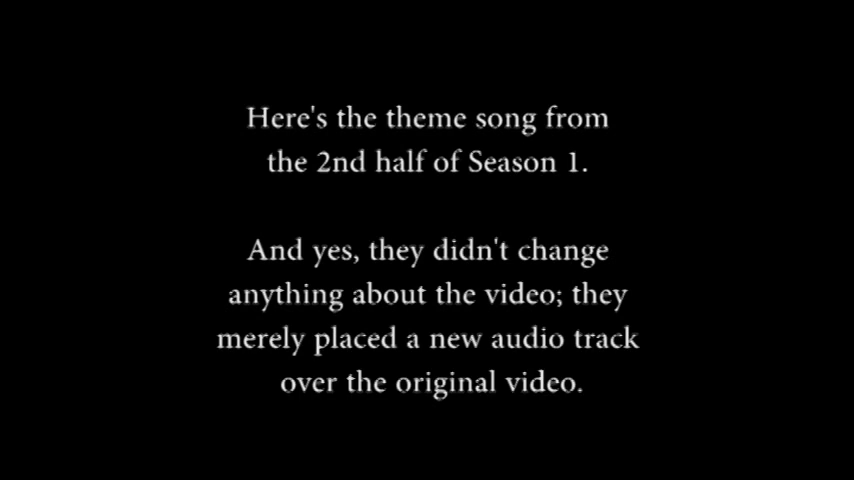 Here's the theme song from
the 2nd half of Season 1.
And yes, they didn't change
anything about the video; they
merely placed a new audio track
over the original video.